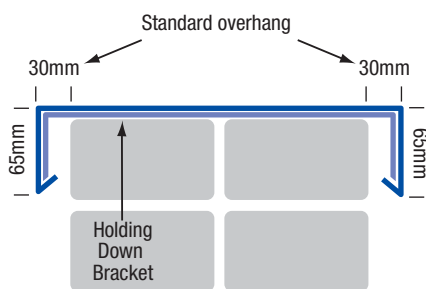 Standard overhang
30mm
30mm
65mm
65mm
Holding
Down
Bracket